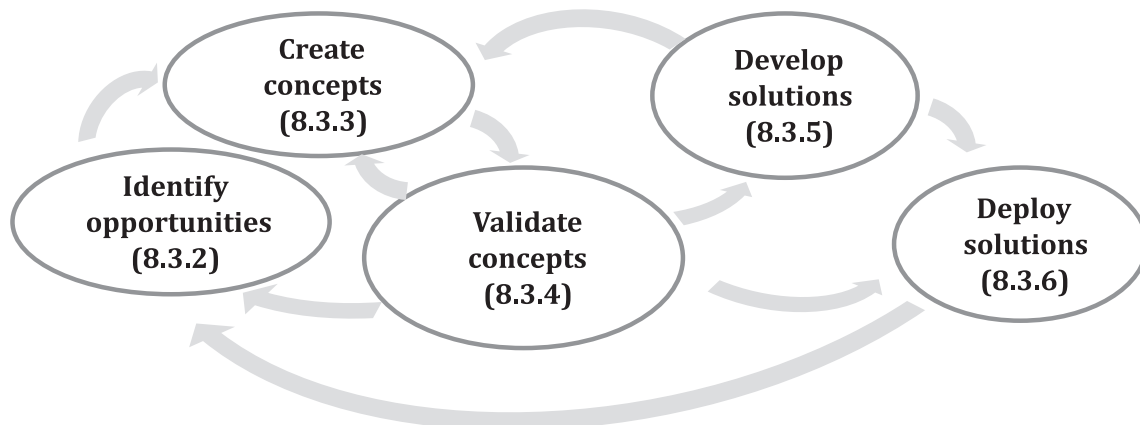 Create
concepts
(8.3.3)
Develop
solutions
(8.3.5)
Identify
opportunities
(8.3.2)
Validate
concepts
(8.3.4)
Deploy
solutions
(8.3.6)